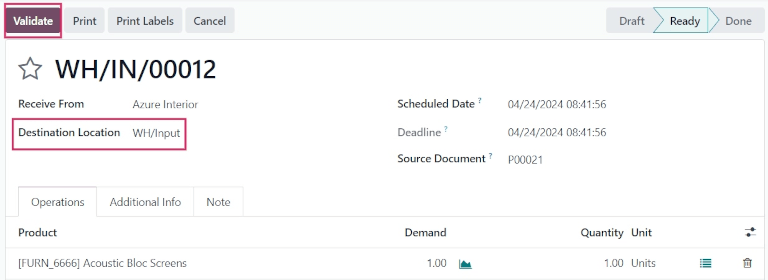 Validate Print Print Labels Cancel Draft Ready Done
WH/IN/00012
Receive From Azure Interior Scheduled Date ? 04/24/2024 08:41:56
Destination Location WH/Input Deadline ? 04/24/2024 08:41:56
Source Document ? P00021
Operations Additional Info Note
Product Demand Quantity Unit
[FURN_6666] Acoustic Bloc Screens 1.00 1.00 Units